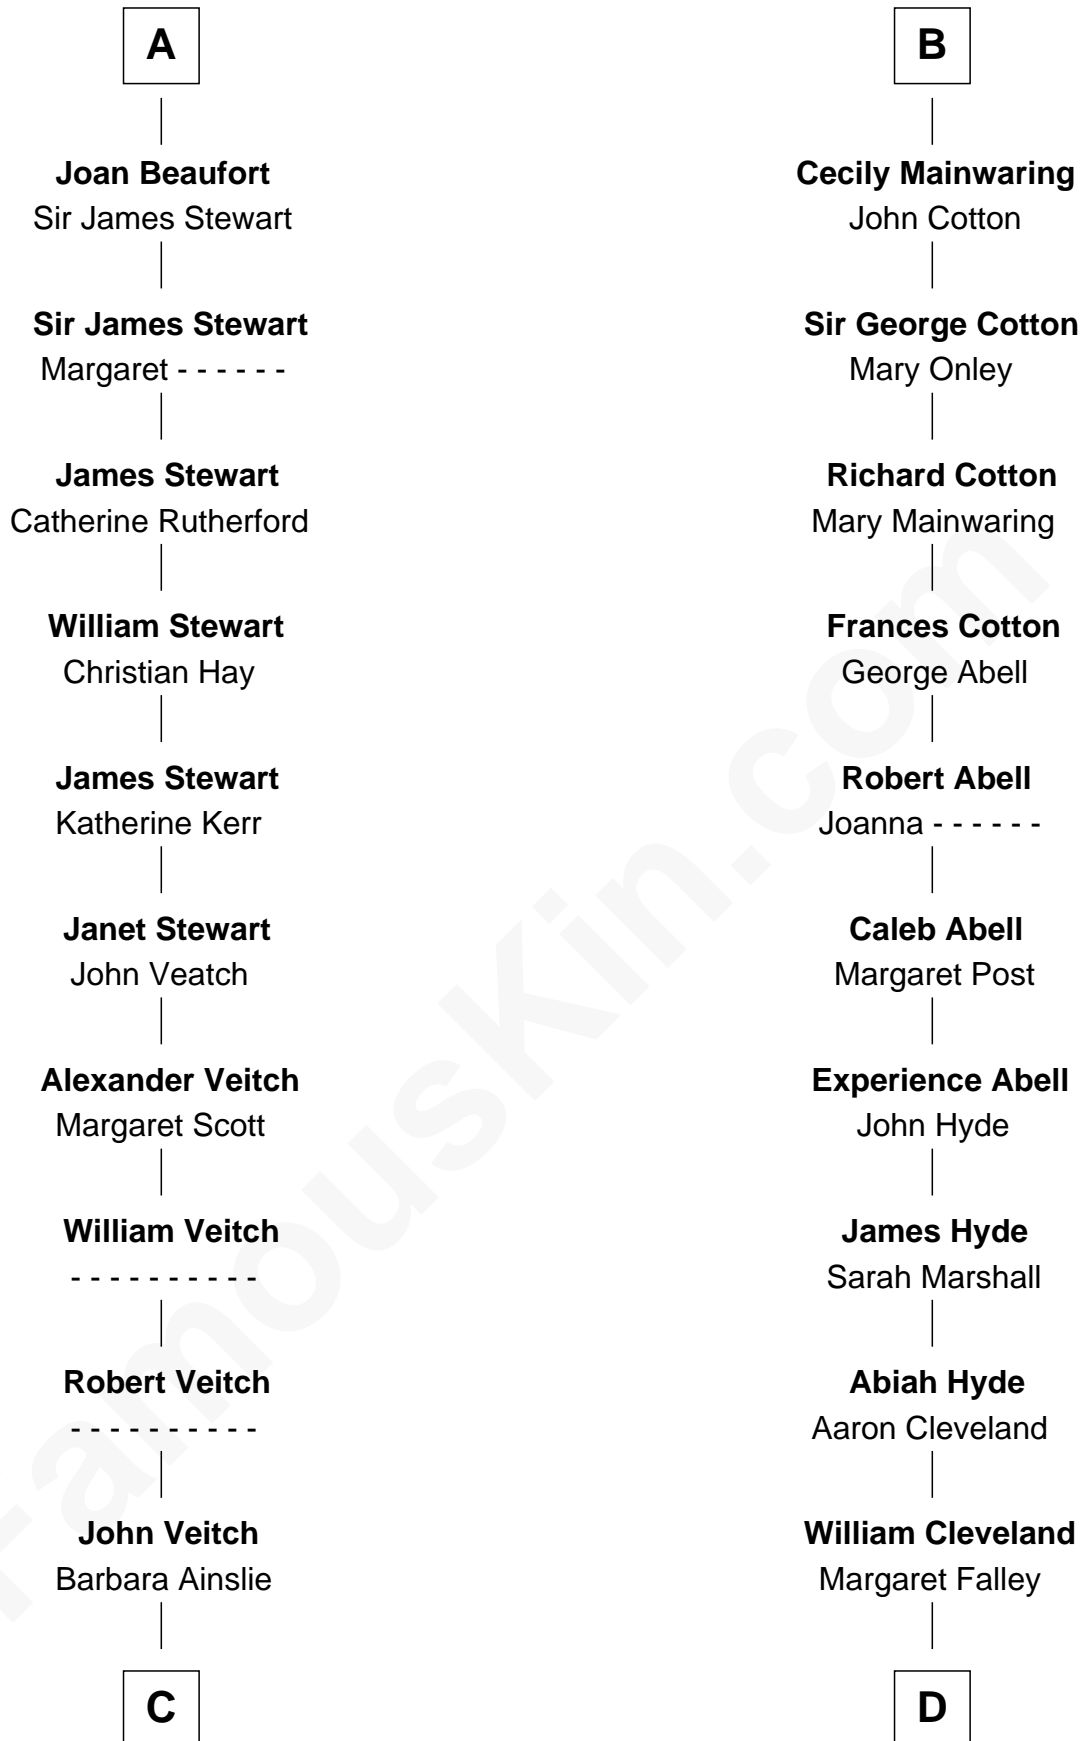 A
Joan Beaufort
Sir James Stewart
Sir James Stewart
Margaret - - - - - -
James Stewart
Catherine Rutherford
William Stewart
Christian Hay
James Stewart
Katherine Kerr
Janet Stewart
John Veatch
Alexander Veitch
Margaret Scott
William Veitch
- - - - - - - - - -
Robert Veitch
- - - - - - - - - -
John Veitch
Barbara Ainslie
C
B
Cecily Mainwaring
John Cotton
Sir George Cotton
Mary Onley
Richard Cotton
Mary Mainwaring
Frances Cotton
George Abell
Robert Abell
Joanna - - - - - -
Caleb Abell
Margaret Post
Experience Abell
John Hyde
James Hyde
Sarah Marshall
Abiah Hyde
Aaron Cleveland
William Cleveland
Margaret Falley
D
FamousKin.com